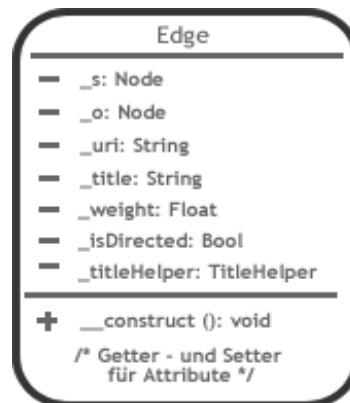 Edge
- _s: Node
- _o: Node
- _uri: String
- _title: String
- _weight: Float
- _isDirected: Bool
- _titleHelper: TitleHelper
+ __construct (): void
/* Getter - und Setter
für Attribute */